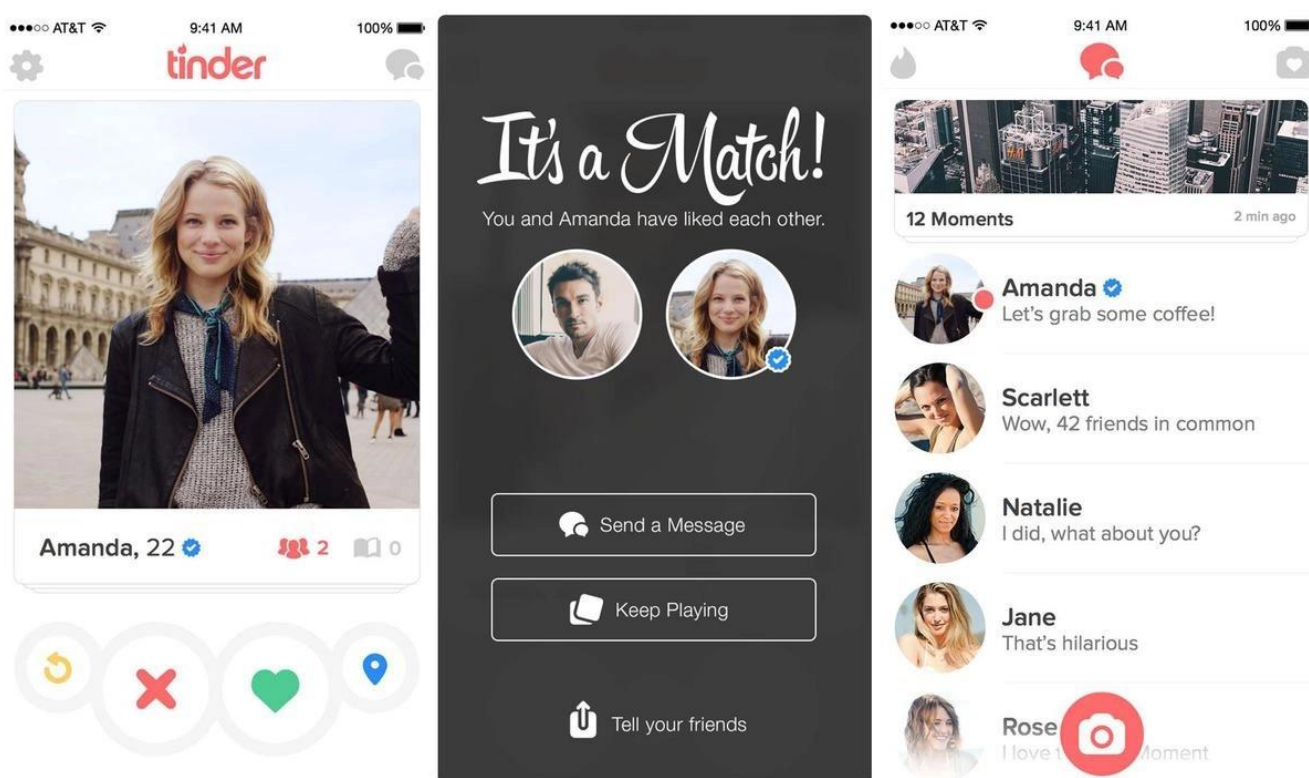 AT&T
9:41 AM
100%
tinder
Amanda, 22
2
0
It's a Match!
You and Amanda have liked each other.
Send a Message
Keep Playing
Tell your friends
AT&T
9:41 AM
100%
H&M
12 Moments
2 min ago
Amanda
Let's grab some coffee!
Scarlett
Wow, 42 friends in common
Natalie
I did, what about you?
Jane
That's hilarious
Rose
I love Moment